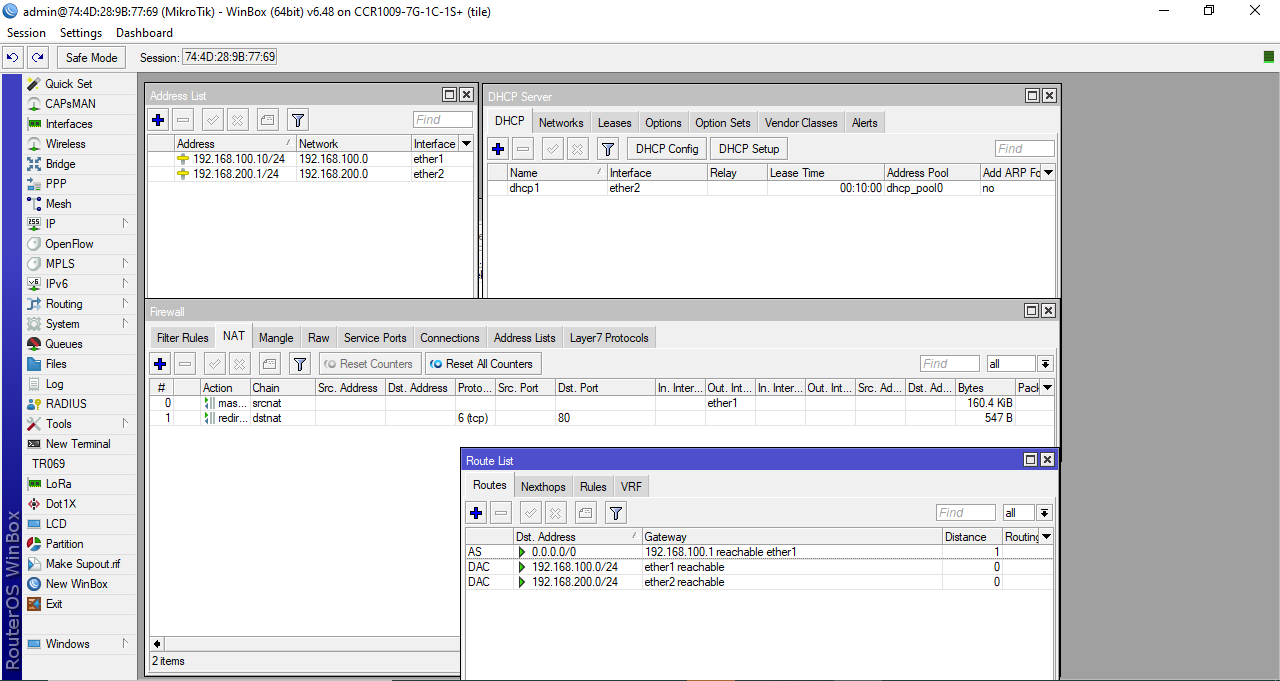 admin@74:4D:28:9B:77:69 (MikroTik) - WinBox (64bit) v6.48 on CCR1009-7G-1C-1S+ (tile)
Session Settings Dashboard
Safe Mode Session: 74:4D:28:9B:77:69
RouterOS WinBox
Quick Set
CAPsMAN
Interfaces
Wireless
Bridge
PPP
Mesh
IP
OpenFlow
MPLS
IPv6
Routing
System
Queues
Files
Log
RADIUS
Tools
New Terminal
TR069
LoRa
Dot1X
LCD
Partition
Make Supout.rif
New WinBox
Exit
Windows
Address List
Find
Address Network Interface
192.168.100.10/24 192.168.100.0 ether1
192.168.200.1/24 192.168.200.0 ether2
DHCP Server
DHCP Networks Leases Options Option Sets Vendor Classes Alerts
DHCP Config DHCP Setup Find
Name Interface Relay Lease Time Address Pool Add ARP Fo
dhcp1 ether2 00:10:00 dhcp_pool0 no
Firewall
Filter Rules NAT Mangle Raw Service Ports Connections Address Lists Layer7 Protocols
Reset Counters Reset All Counters Find all
# Action Chain Src. Address Dst. Address Proto... Src. Port Dst. Port In. Inter... Out. Int... In. Inter... Out. Int... Src. Ad... Dst. Ad... Bytes Pack
0 mas... srcnat ether1 160.4 KiB
1 redir... dstnat 6 (tcp) 80 547 B
2 items
Route List
Routes Nexthops Rules VRF
Find all
Dst. Address Gateway Distance Routing
AS 0.0.0.0/0 192.168.100.1 reachable ether1 1
DAC 192.168.100.0/24 ether1 reachable 0
DAC 192.168.200.0/24 ether2 reachable 0